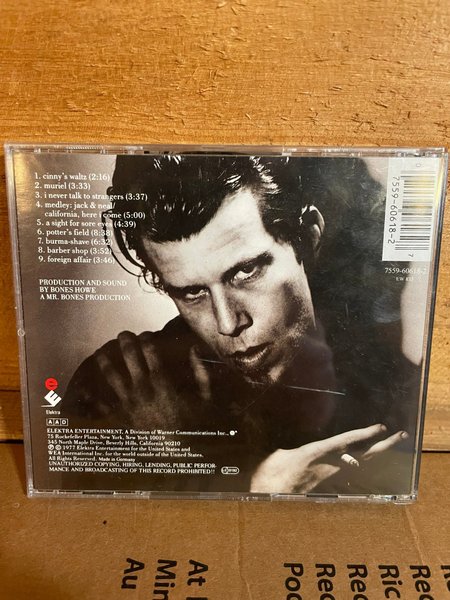 1. cinny's waltz (2:16)
2. muriel (3:33)
3. i never talk to strangers (3:37)
4. medley: jack & neal/
california, here i come (5:00)
5. a sight for sore eyes (4:39)
6. potter's field (8:38)
7. burma-shave (6:32)
8. barber shop (3:52)
9. foreign affair (3:46)
PRODUCTION AND SOUND
BY BONES HOWE
A MR. BONES PRODUCTION
7559-60618-2
7
7559-60618-2
Elektra
AAD
ELEKTRA ENTERTAINMENT, A Division of Warner Communications Inc.
75 Rockefeller Plaza, New York, New York 10019
345 North Maple Drive, Beverly Hills, California 90210
© 1977 Elektra Entertainment for the United States and
WEA International Inc. for the world outside of the United States.
All Rights Reserved. Made in Germany
UNAUTHORIZED COPYING, HIRING, LENDING, PUBLIC PERFOR-
MANCE AND BROADCASTING OF THIS RECORD PROHIBITED!!
At
Min
Au
Rec
Rec
Rec
Poc